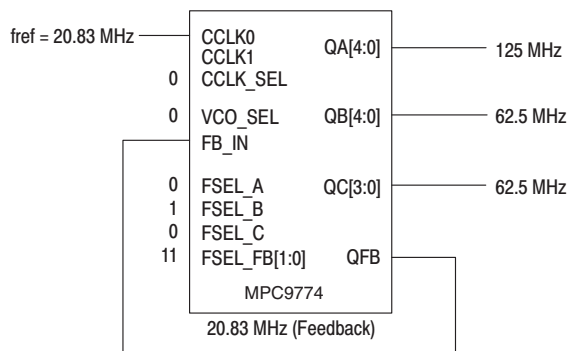 fref = 20.83 MHz
CCLK0
CCLK1
0 CCLK_SEL
0 VCO_SEL
FB_IN
0 FSEL_A
1 FSEL_B
0 FSEL_C
11 FSEL_FB[1:0]
QA[4:0] 125 MHz
QB[4:0] 62.5 MHz
QC[3:0] 62.5 MHz
QFB
MPC9774
20.83 MHz (Feedback)